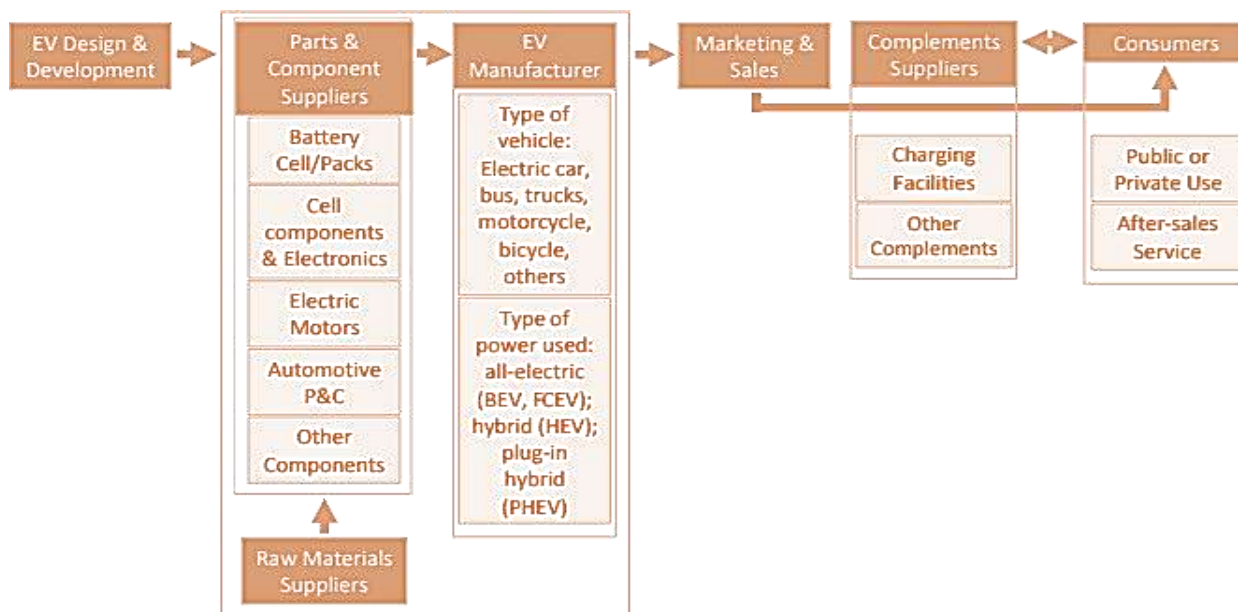 EV Design &
Development
Parts &
Component
Suppliers
Battery
Cell/Packs
Cell
components
& Electronics
Electric
Motors
Automotive
P&C
Other
Components
Raw Materials
Suppliers
EV
Manufacturer
Type of
vehicle:
Electric car,
bus, trucks,
motorcycle,
bicycle,
others
Type of
power used:
all-electric
(BEV, FCEV);
hybrid (HEV);
plug-in
hybrid
(PHEV)
Marketing &
Sales
Complements
Suppliers
Charging
Facilities
Other
Complements
Consumers
Public or
Private Use
After-sales
Service